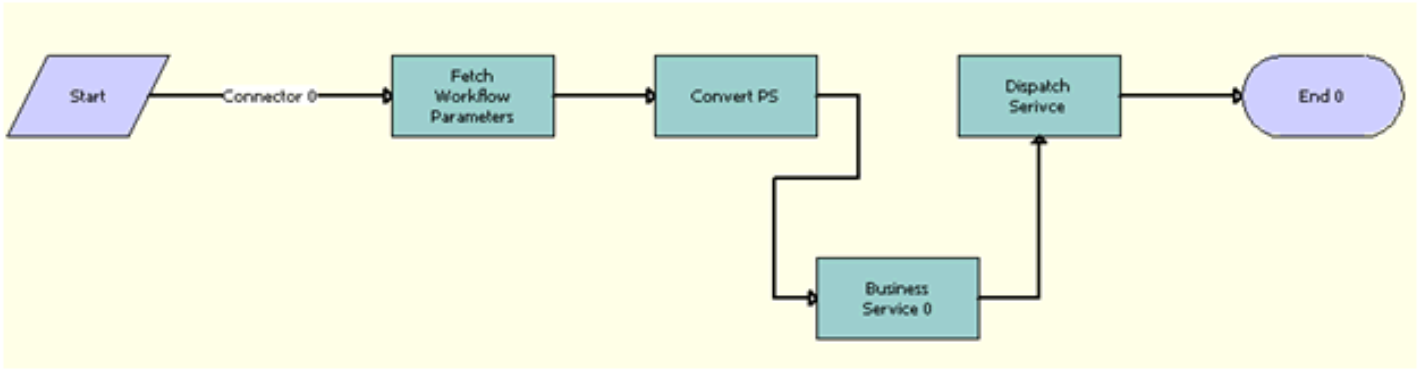 Start
Connector 0
Fetch
Workflow
Parameters
Convert PS
Business
Service 0
Dispatch
Serivce
End 0